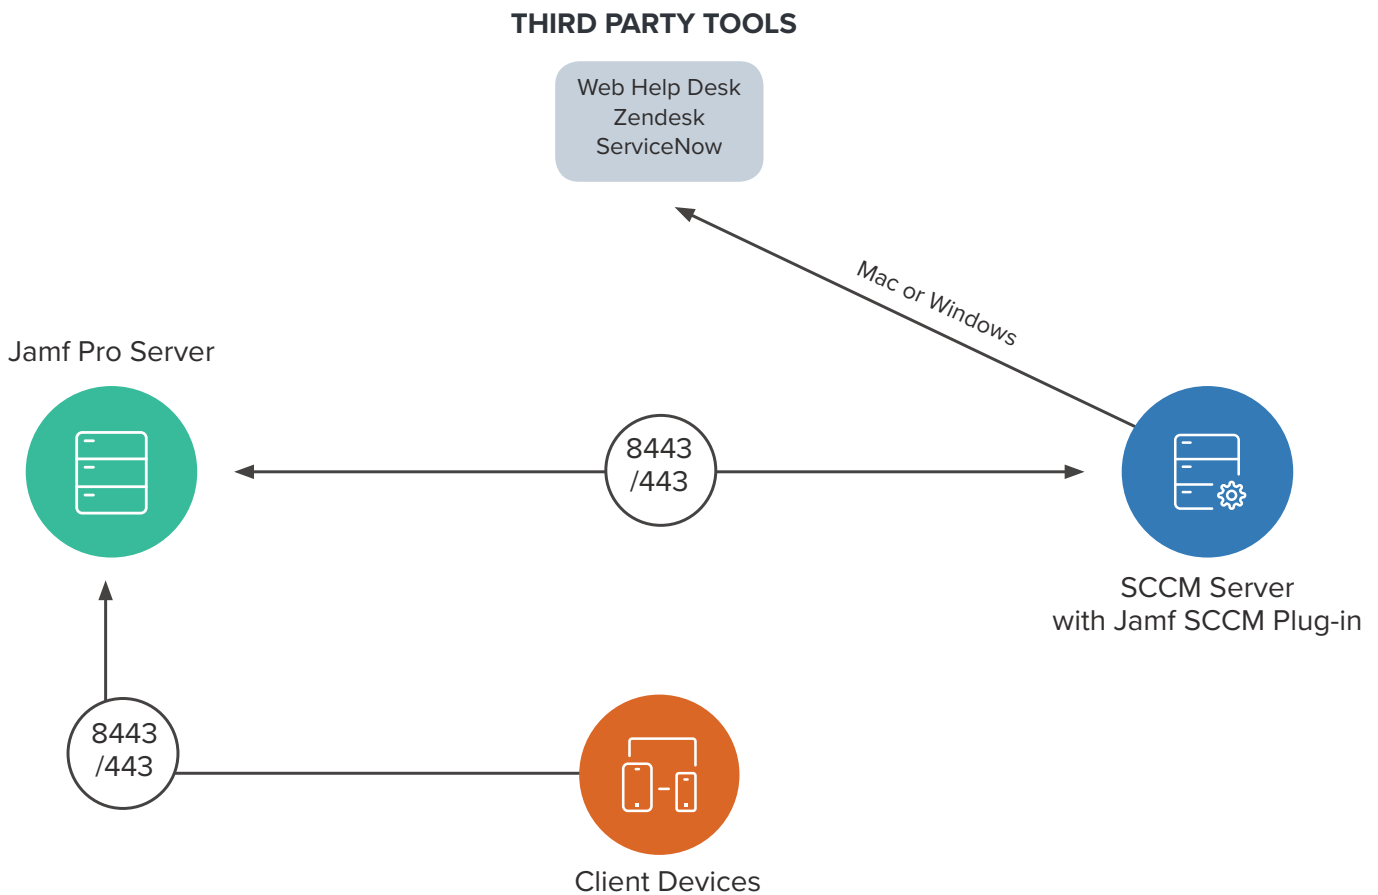 THIRD PARTY TOOLS
Web Help Desk
Zendesk
ServiceNow
Mac or Windows
Jamf Pro Server
8443
/443
SCCM Server
with Jamf SCCM Plug-in
8443
/443
Client Devices